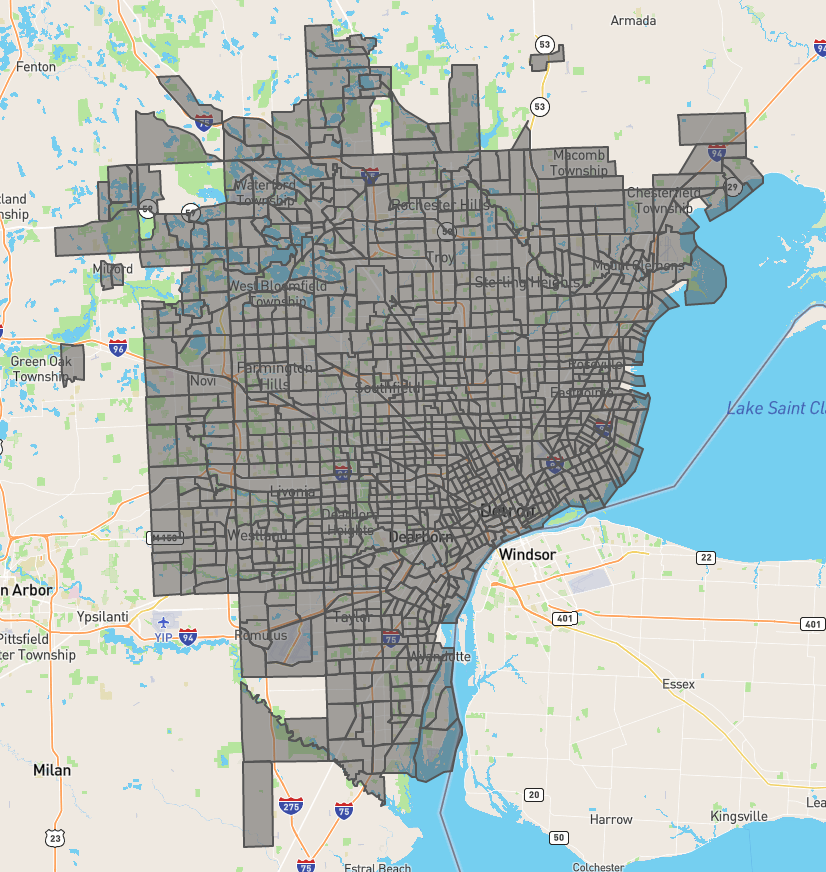 Armada
53
94
Fenton
53
75
Macomb
Township
94
75
Waterford
Township
59
59
Rochester Hills
Chesterfield
Township
29
59
Troy
Mount Clemens
Milford
West Bloomfield
Township
Sterling Heights
96
Green Oak
Township
Farmington
Hills
Novi
Southfield
Roseville
Eastpointe
Lake Saint Cl
94
96
94
Livonia
Dearborn
Heights
Detroit
M 153
Westland
Dearborn
Windsor
22
n Arbor
Ypsilanti
YIP
94
Pittsfield
ter Township
Romulus
Taylor
75
401
401
Wyandotte
Essex
Milan
275
75
20
Harrow
Kingsville
Lea
23
50
75
Estral Beach
Colchester